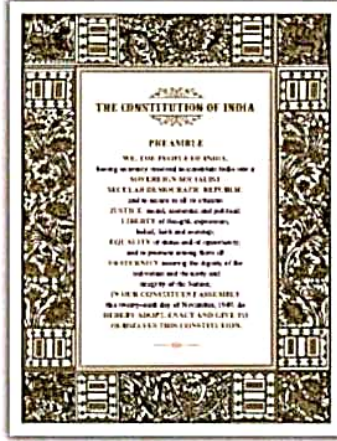 THE CONSTITUTION OF INDIA
PREAMBLE
WE, THE PEOPLE OF INDIA,
having solemnly resolved to constitute India into a
SOVEREIGN SOCIALIST
SECULAR DEMOCRATIC REPUBLIC
and to secure to all its citizens
JUSTICE, social, economic and political;
LIBERTY of thought, expression,
belief, faith and worship;
EQUALITY of status and of opportunity;
and to promote among them all
FRATERNITY assuring the dignity of the
individual and the unity and
integrity of the Nation;
IN OUR CONSTITUENT ASSEMBLY
this twenty-sixth day of November, 1949, do
HEREBY ADOPT, ENACT AND GIVE TO
OURSELVES THIS CONSTITUTION.